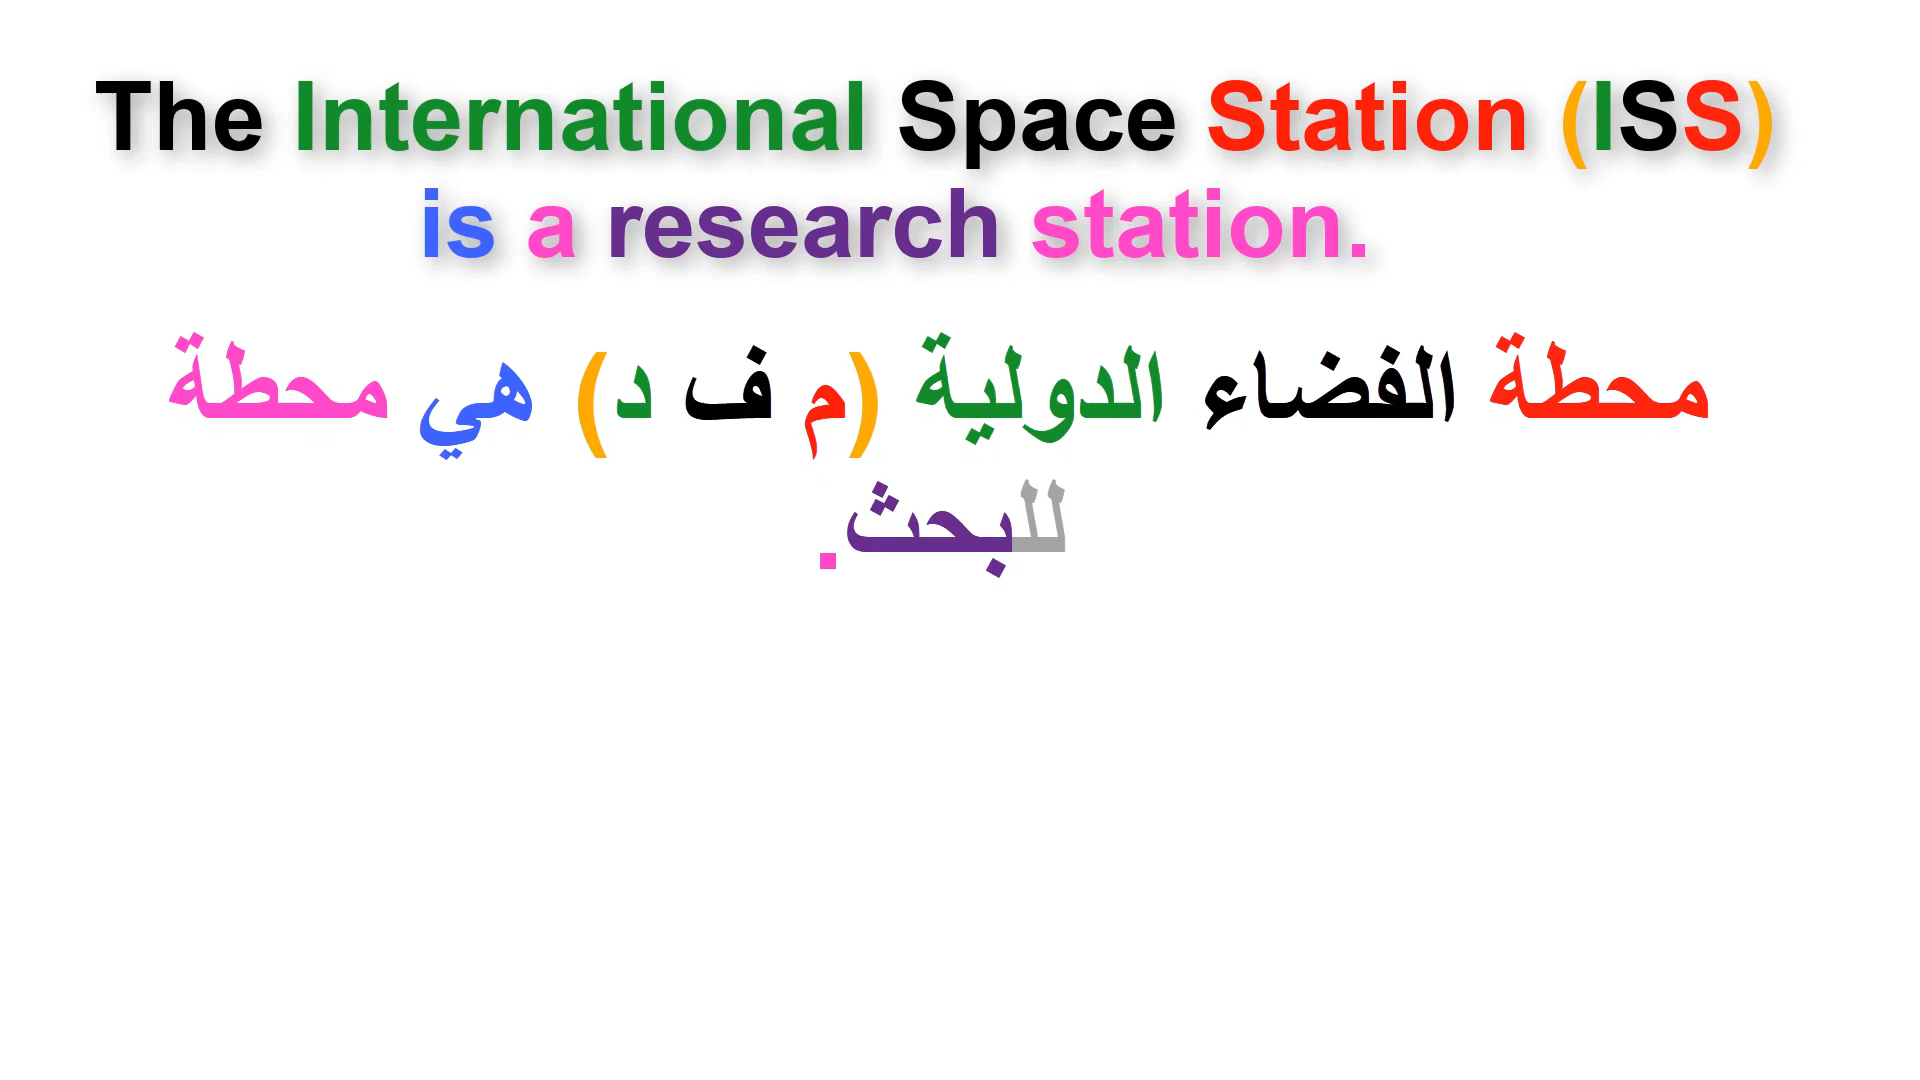 The International Space Station (ISS)
is a research station.
محطة الفضاء الدولية (م ف د) هي محطة
للبحث.